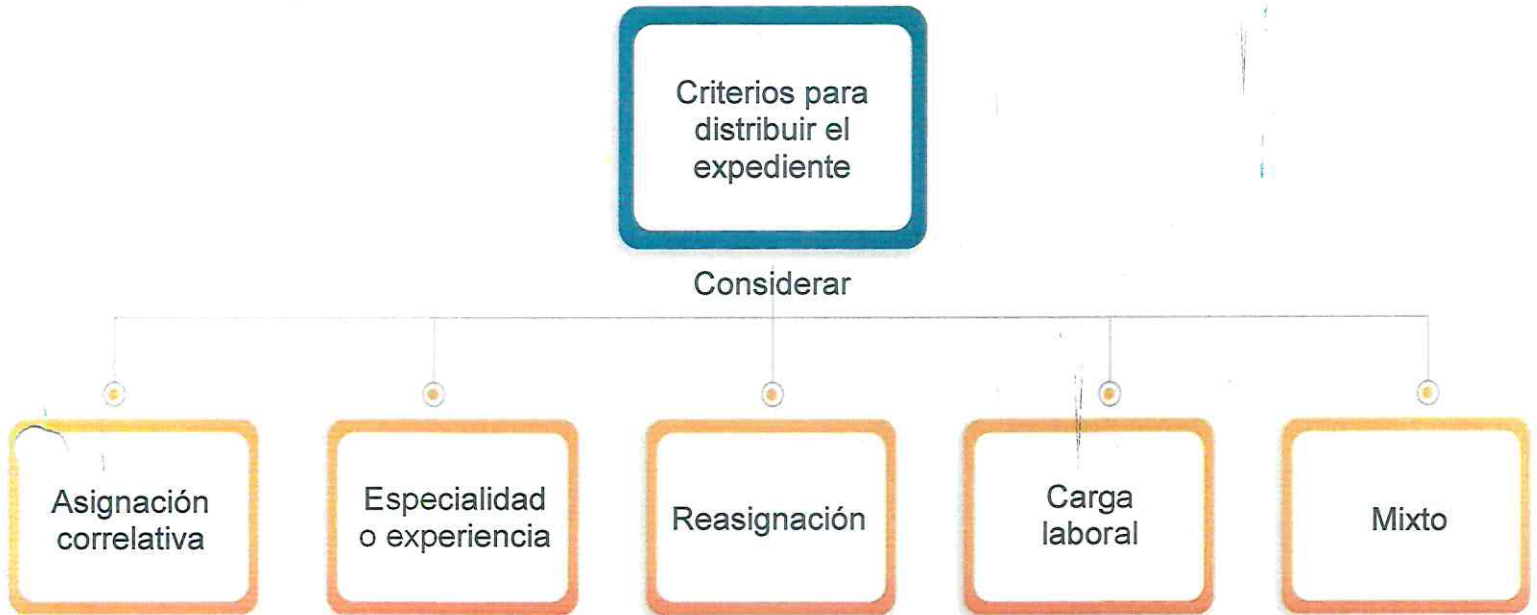 Criterios para
distribuir el
expediente
Considerar
Asignación
correlativa
Especialidad
o experiencia
Reasignación
Carga
laboral
Mixto